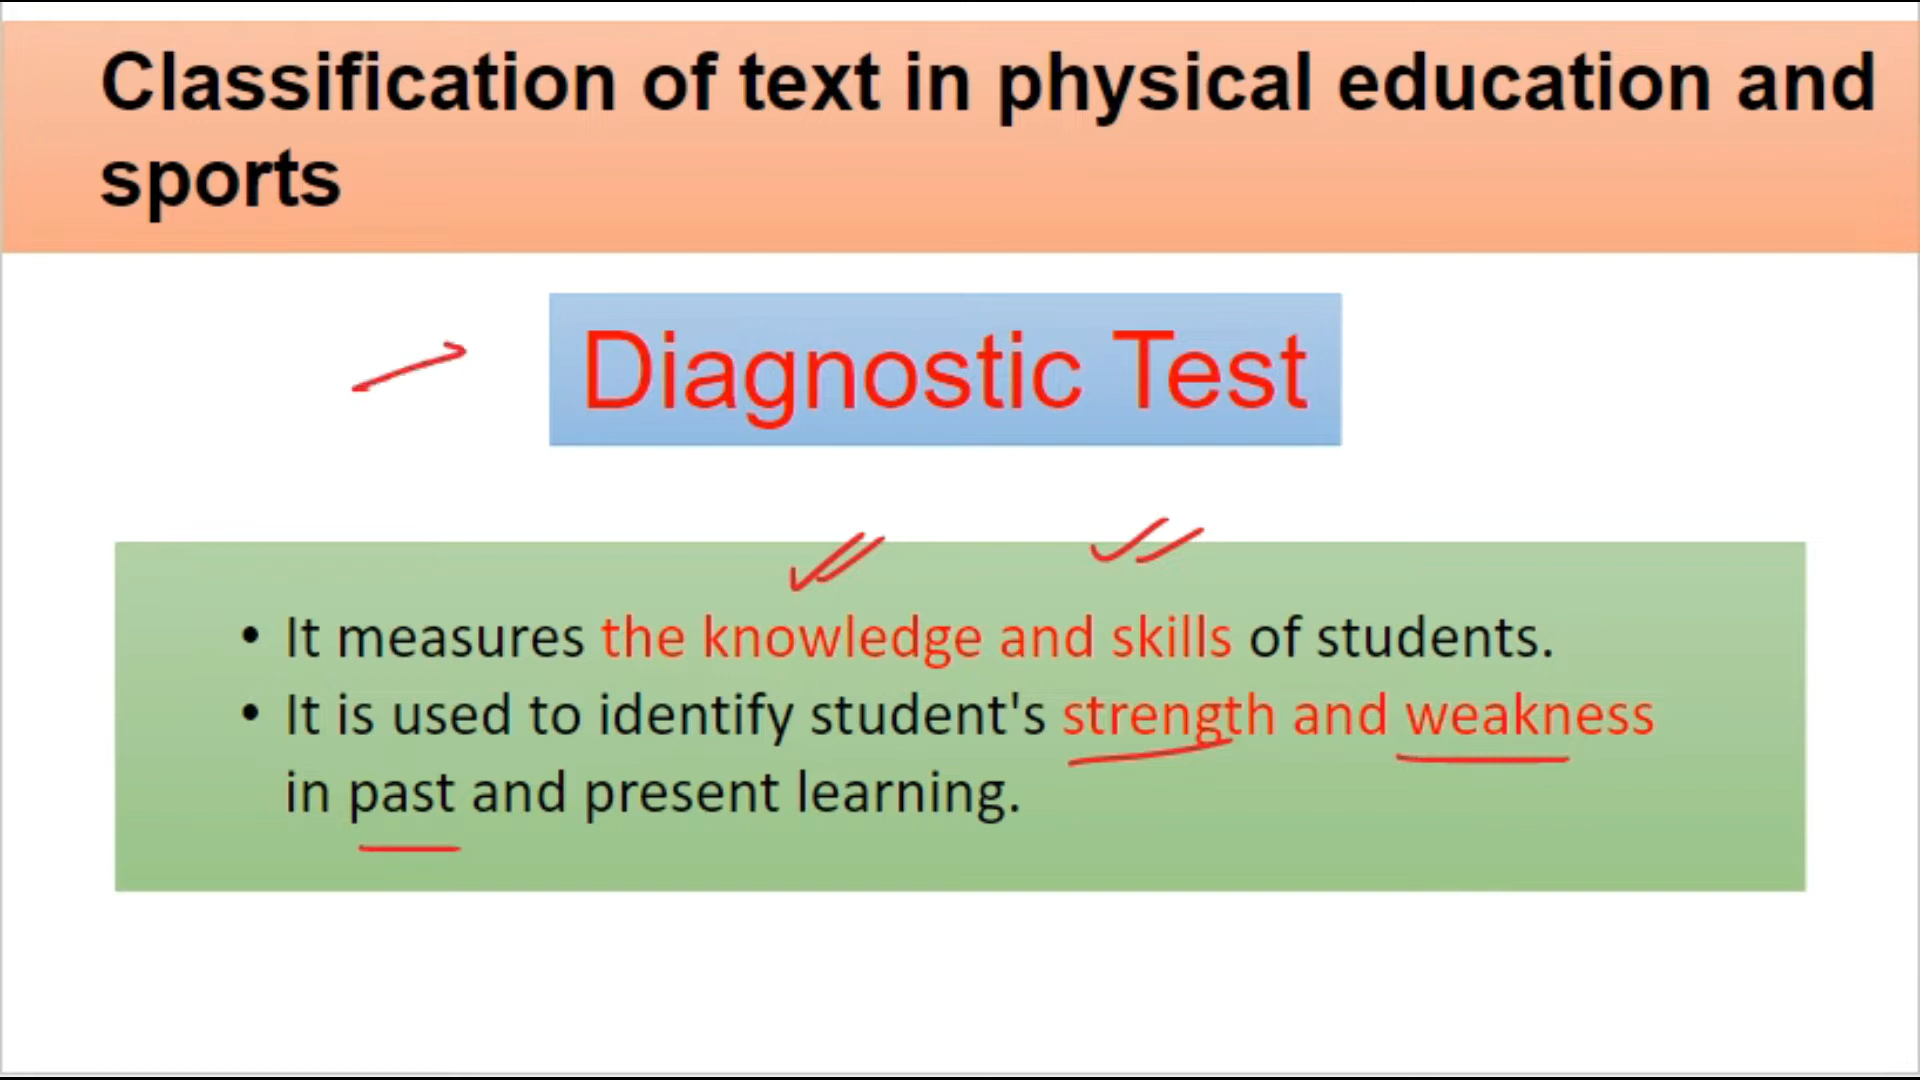 Classification of text in physical education and
sports
Diagnostic Test
• It measures the knowledge and skills of students.
• It is used to identify student's strength and weakness
in past and present learning.